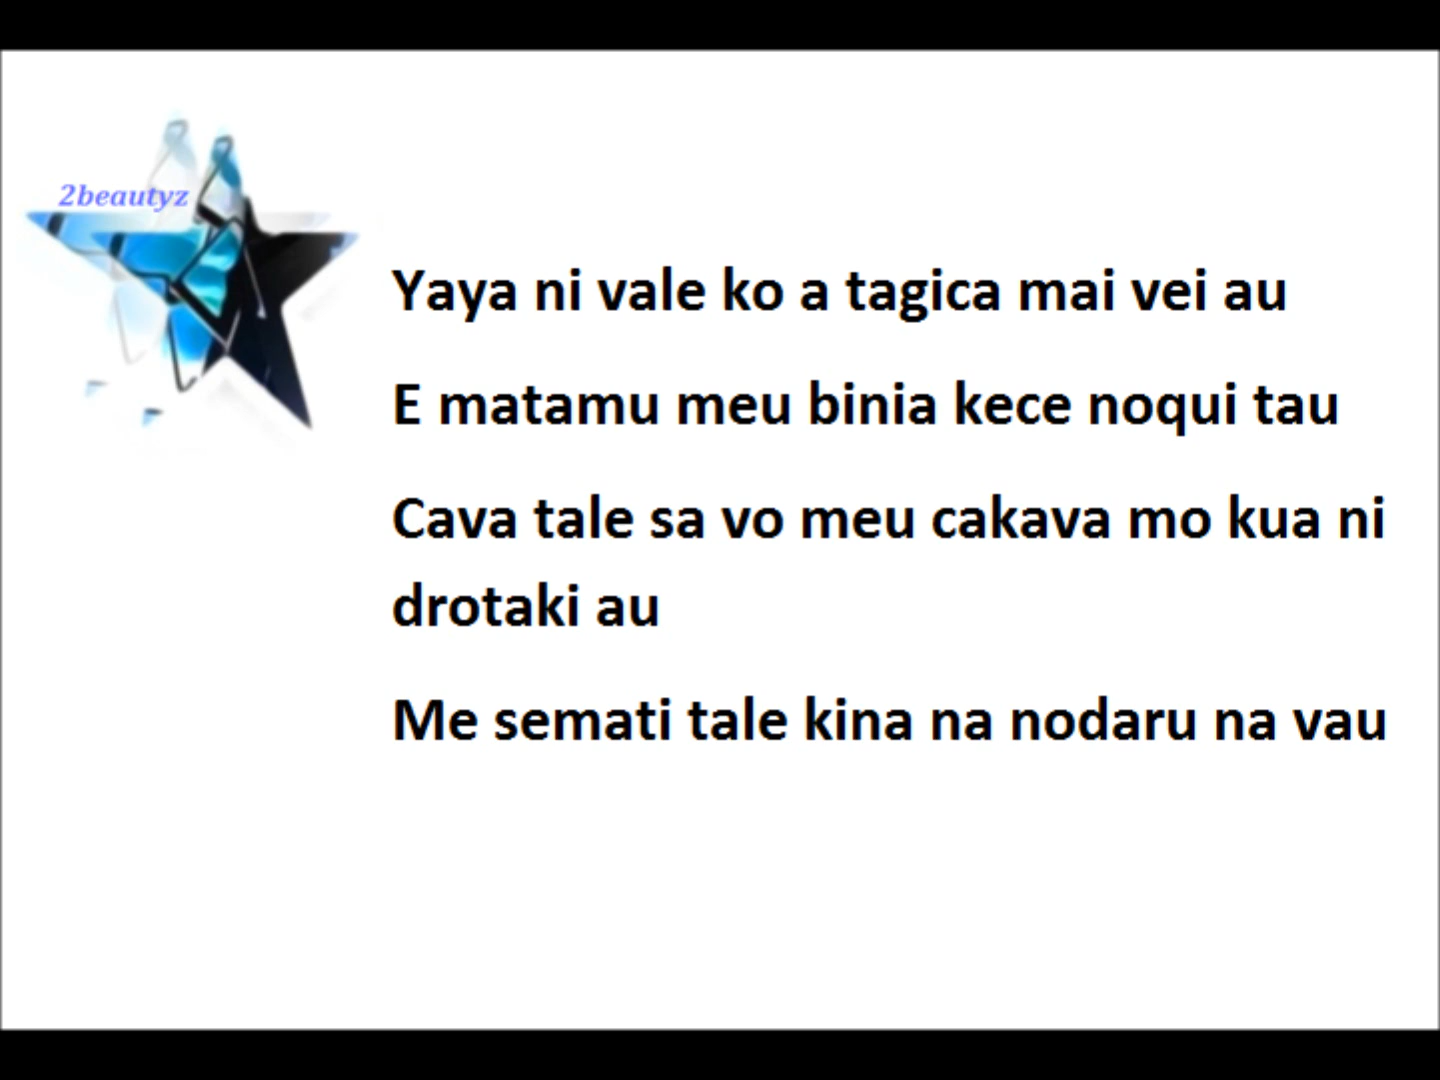 2beautyz
Yaya ni vale ko a tagica mai vei au
E matamu meu binia kece noqui tau
Cava tale sa vo meu cakava mo kua ni
drotaki au
Me semati tale kina na nodaru na vau